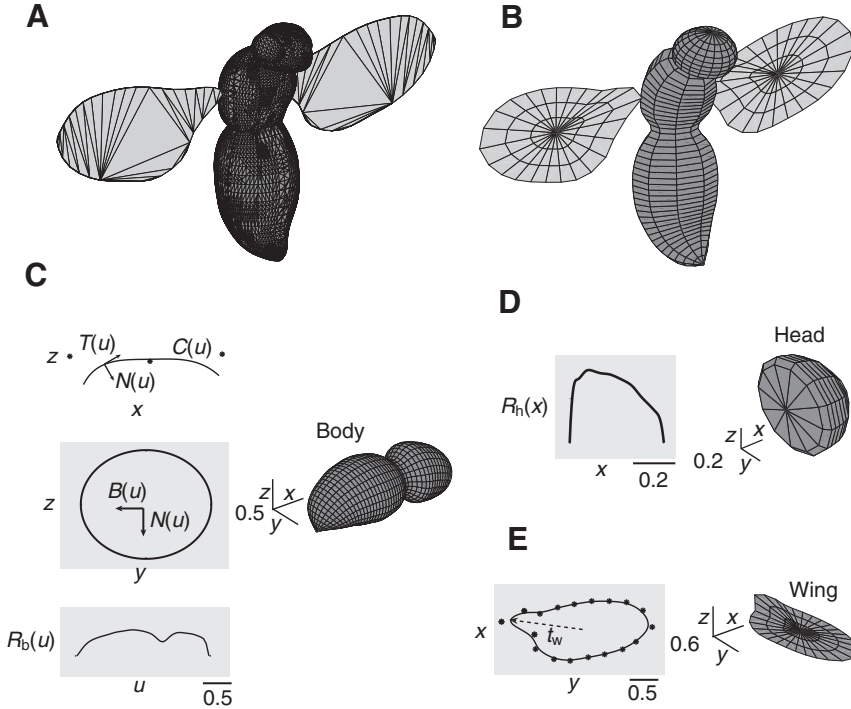 A
B
C
z
T(u)
C(u)
N(u)
x
z
B(u)
N(u)
y
Body
0.5
z
x
y
R_b(u)
u
0.5
D
Head
R_h(x)
x
0.2
0.2
z
x
y
E
Wing
x
t_w
y
0.5
0.6
z
x
y